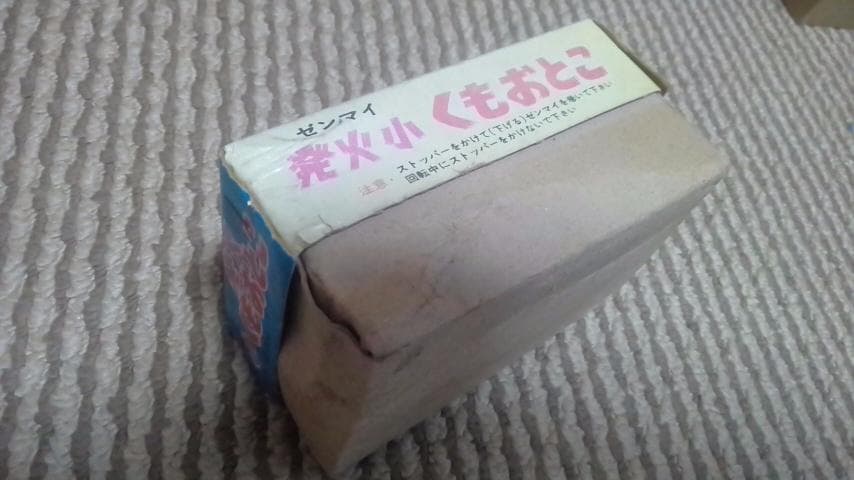 ゼンマイ
発火小 くもおとこ
注意・ストッパーをかけて(下げる)ゼンマイを巻いて下さい
回転中にストッパーをかけないで下さい